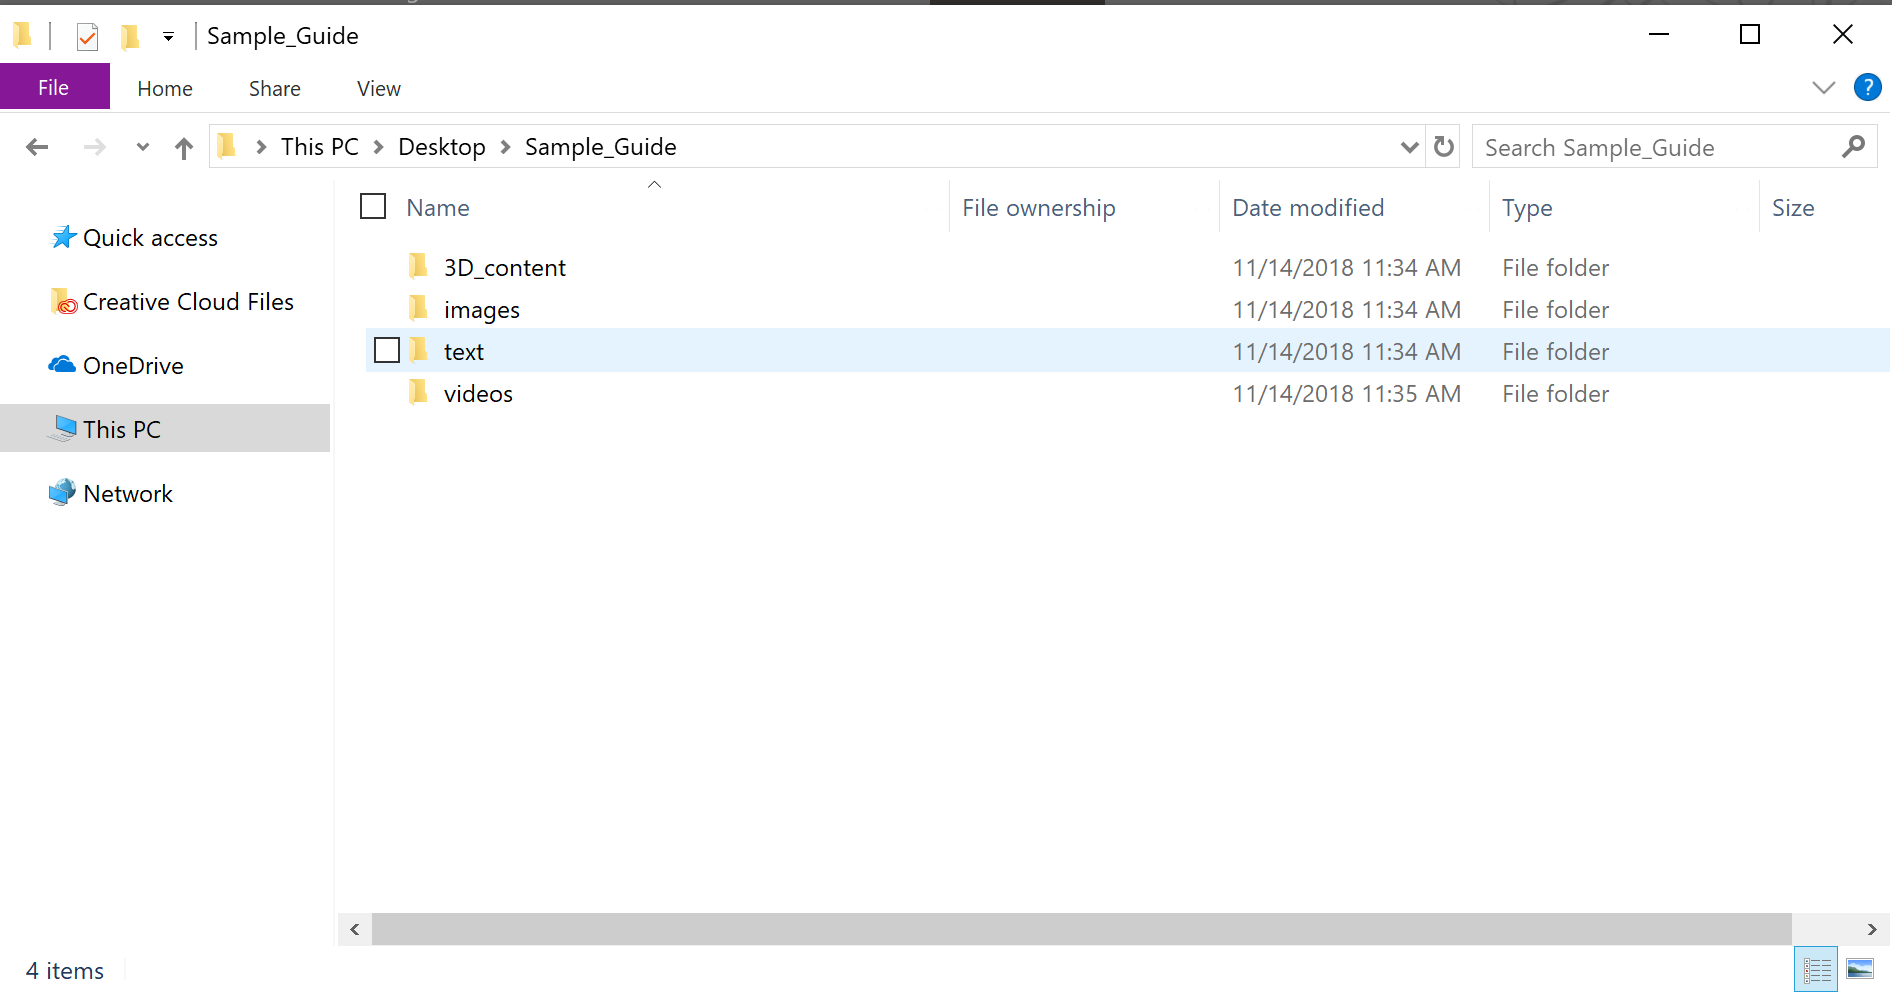 Sample_Guide
File Home Share View ?
This PC Desktop Sample_Guide Search Sample_Guide
Name File ownership Date modified Type Size
Quick access
Creative Cloud Files
OneDrive
This PC
Network
3D_content 11/14/2018 11:34 AM File folder
images 11/14/2018 11:34 AM File folder
text 11/14/2018 11:34 AM File folder
videos 11/14/2018 11:35 AM File folder
4 items